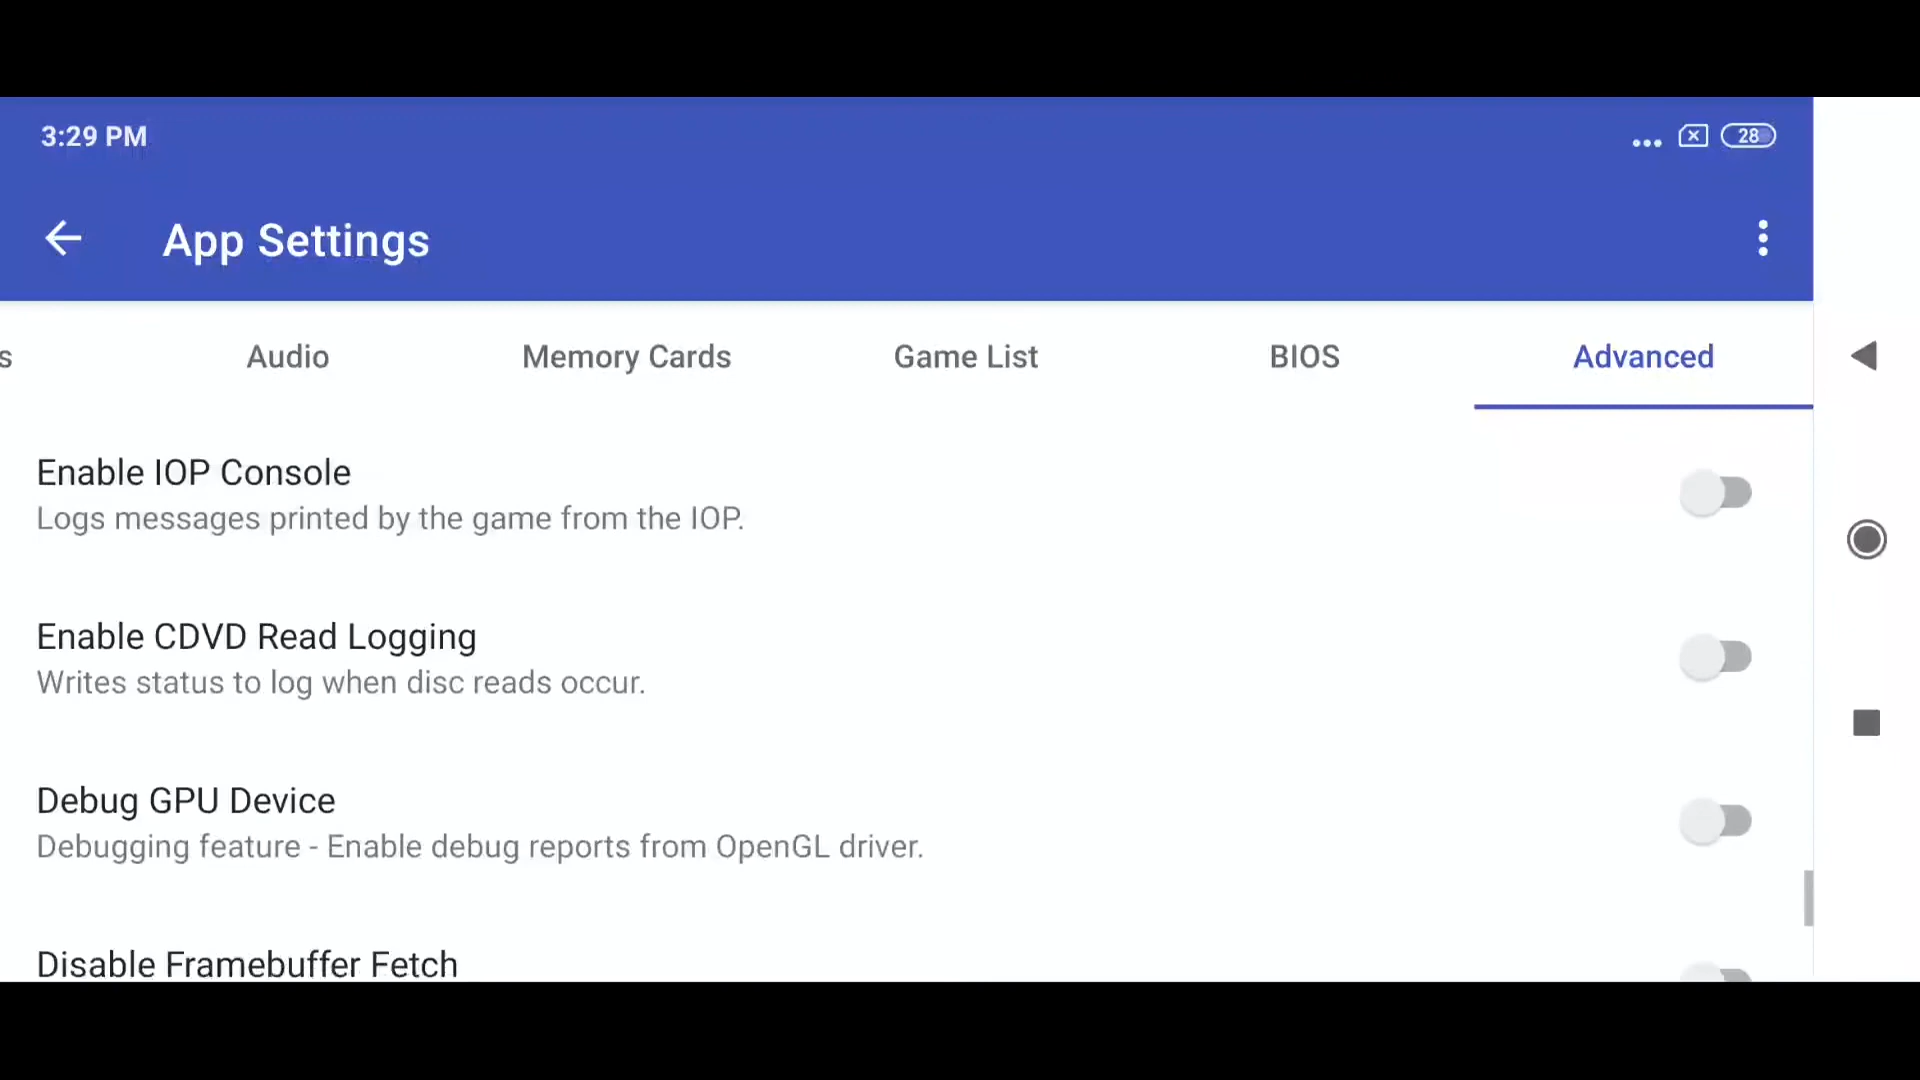 3:29 PM
28
App Settings
s Audio Memory Cards Game List BIOS Advanced
Enable IOP Console
Logs messages printed by the game from the IOP.
Enable CDVD Read Logging
Writes status to log when disc reads occur.
Debug GPU Device
Debugging feature - Enable debug reports from OpenGL driver.
Disable Framebuffer Fetch